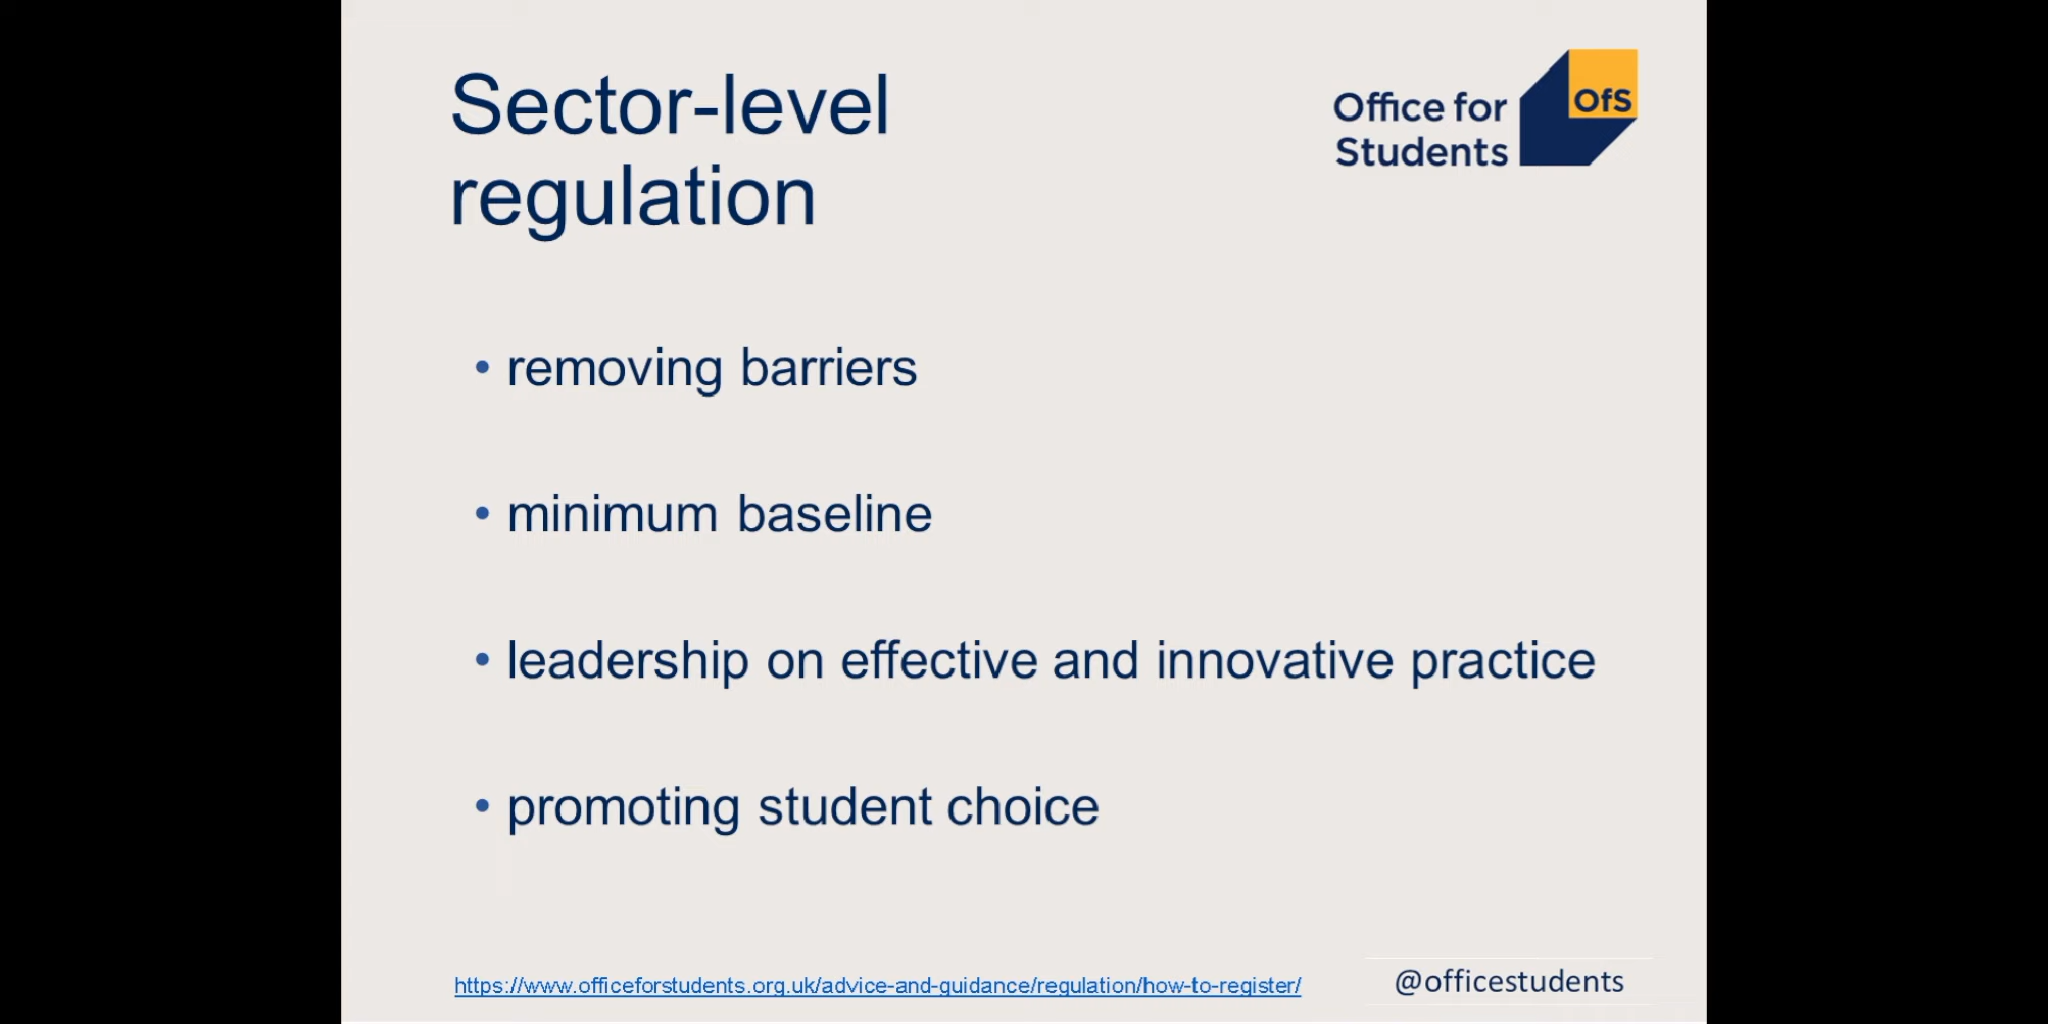 Sector-level
regulation
Office for
Students
OfS
• removing barriers
• minimum baseline
• leadership on effective and innovative practice
• promoting student choice
https://www.officeforstudents.org.uk/advice-and-guidance/regulation/how-to-register/
@officestudents